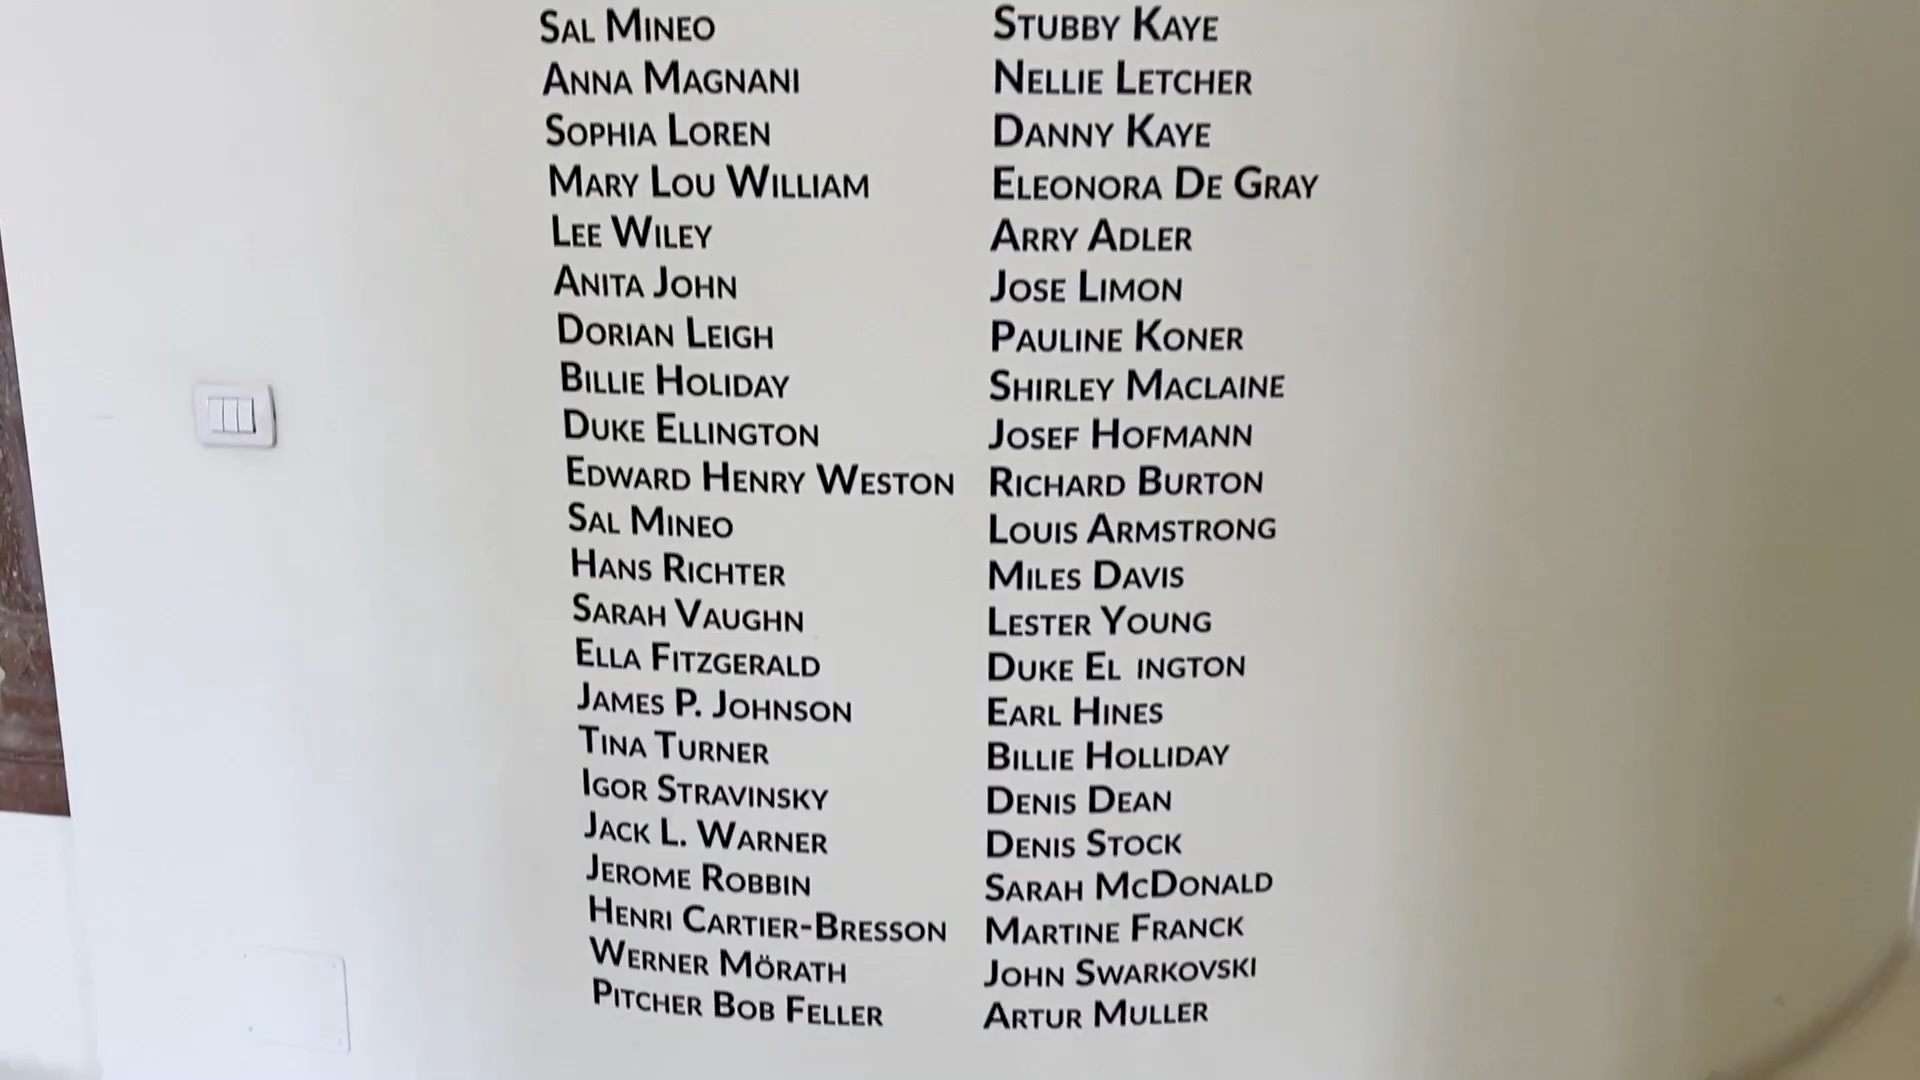 Sal Mineo
Anna Magnani
Sophia Loren
Mary Lou William
Lee Wiley
Anita John
Dorian Leigh
Billie Holiday
Duke Ellington
Edward Henry Weston
Sal Mineo
Hans Richter
Sarah Vaughn
Ella Fitzgerald
James P. Johnson
Tina Turner
Igor Stravinsky
Jack L. Warner
Jerome Robbin
Henri Cartier-Bresson
Werner Mörath
Pitcher Bob Feller
Stubby Kaye
Nellie Letcher
Danny Kaye
Eleonora De Gray
Arry Adler
Jose Limon
Pauline Koner
Shirley Maclaine
Josef Hofmann
Richard Burton
Louis Armstrong
Miles Davis
Lester Young
Duke El ington
Earl Hines
Billie Holliday
Denis Dean
Denis Stock
Sarah McDonald
Martine Franck
John Swarkovski
Artur Muller